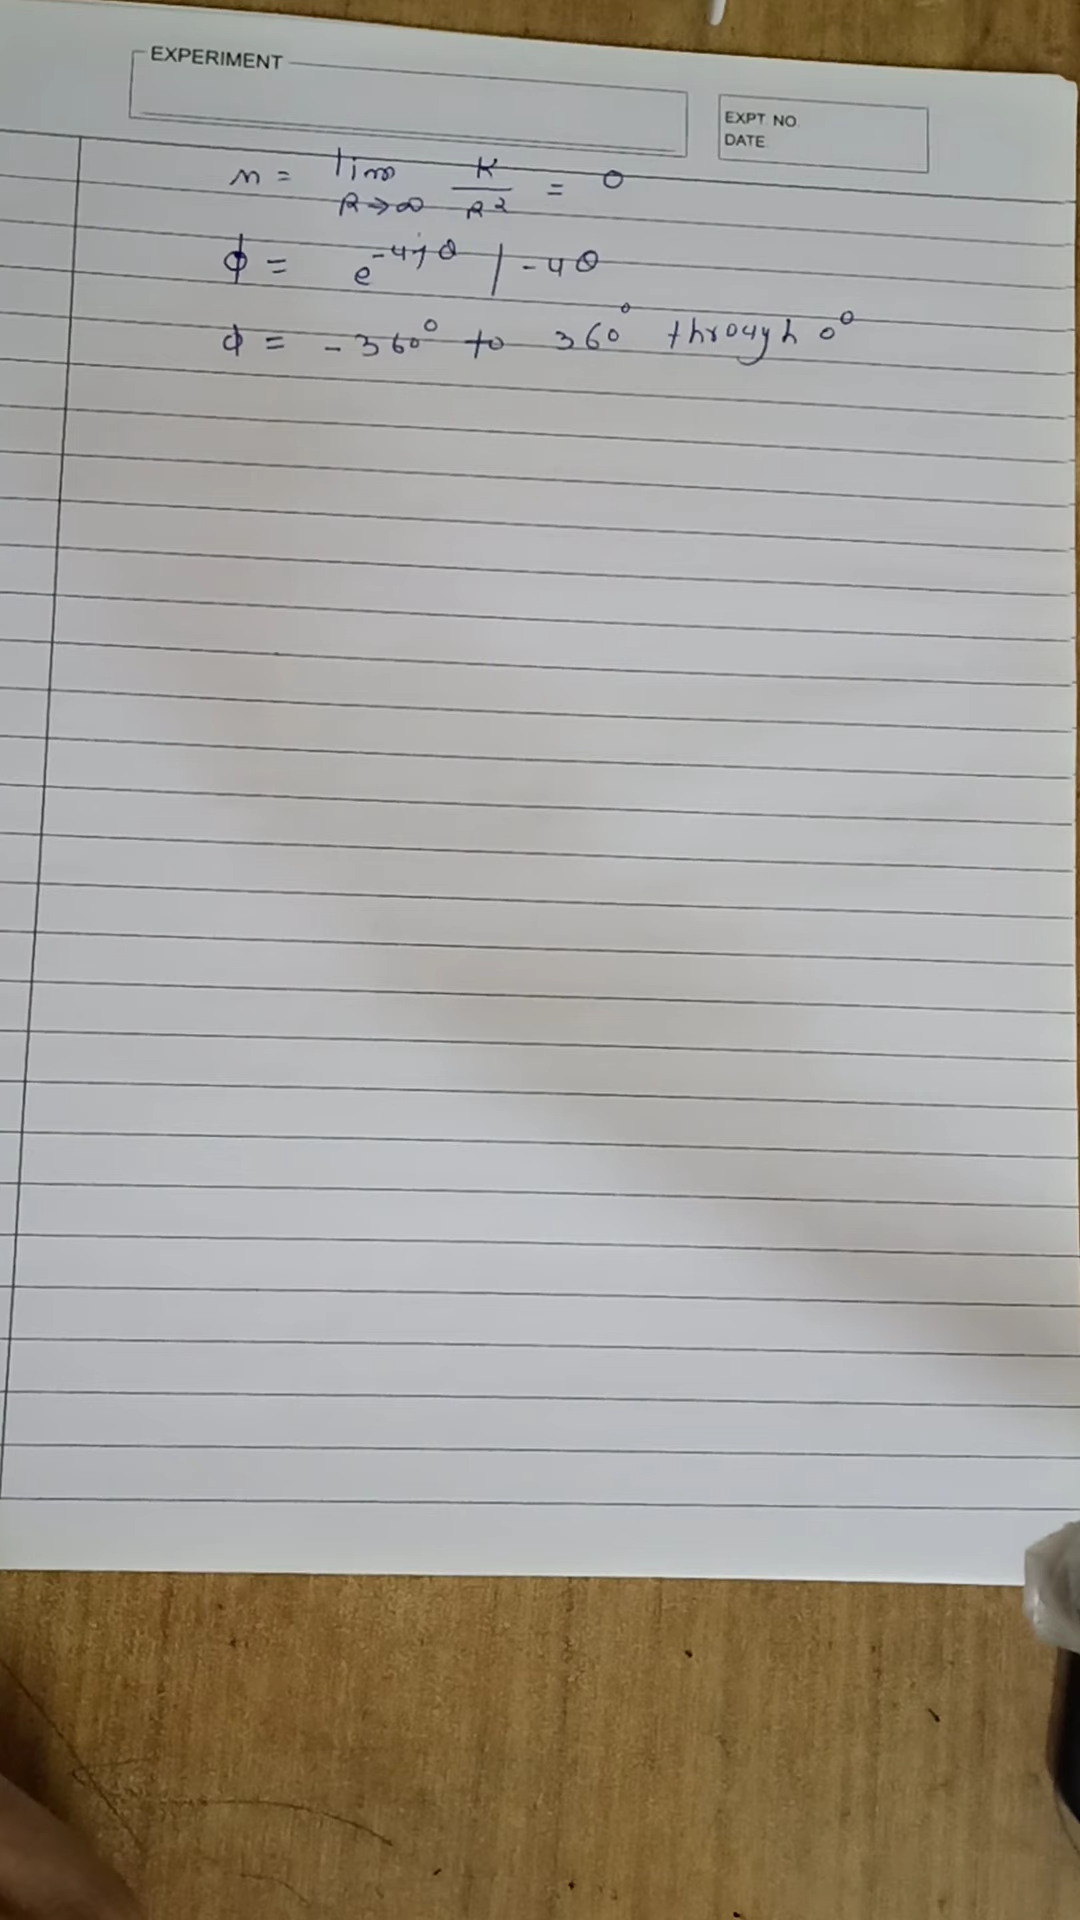 EXPERIMENT
EXPT. NO.
DATE
m = lim R→∞ K/R² = 0
ϕ = e^-4jθ | -4θ
ϕ = -360° to 360° through 0°